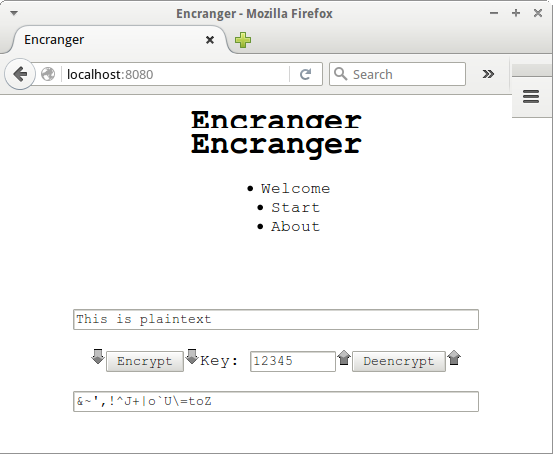 Encranger - Mozilla Firefox
Encranger
localhost:8080
Search
Encranger
Encranger
Welcome
Start
About
This is plaintext
Encrypt Key: 12345 Deencrypt
&~',!^J+|o`U\=toZ